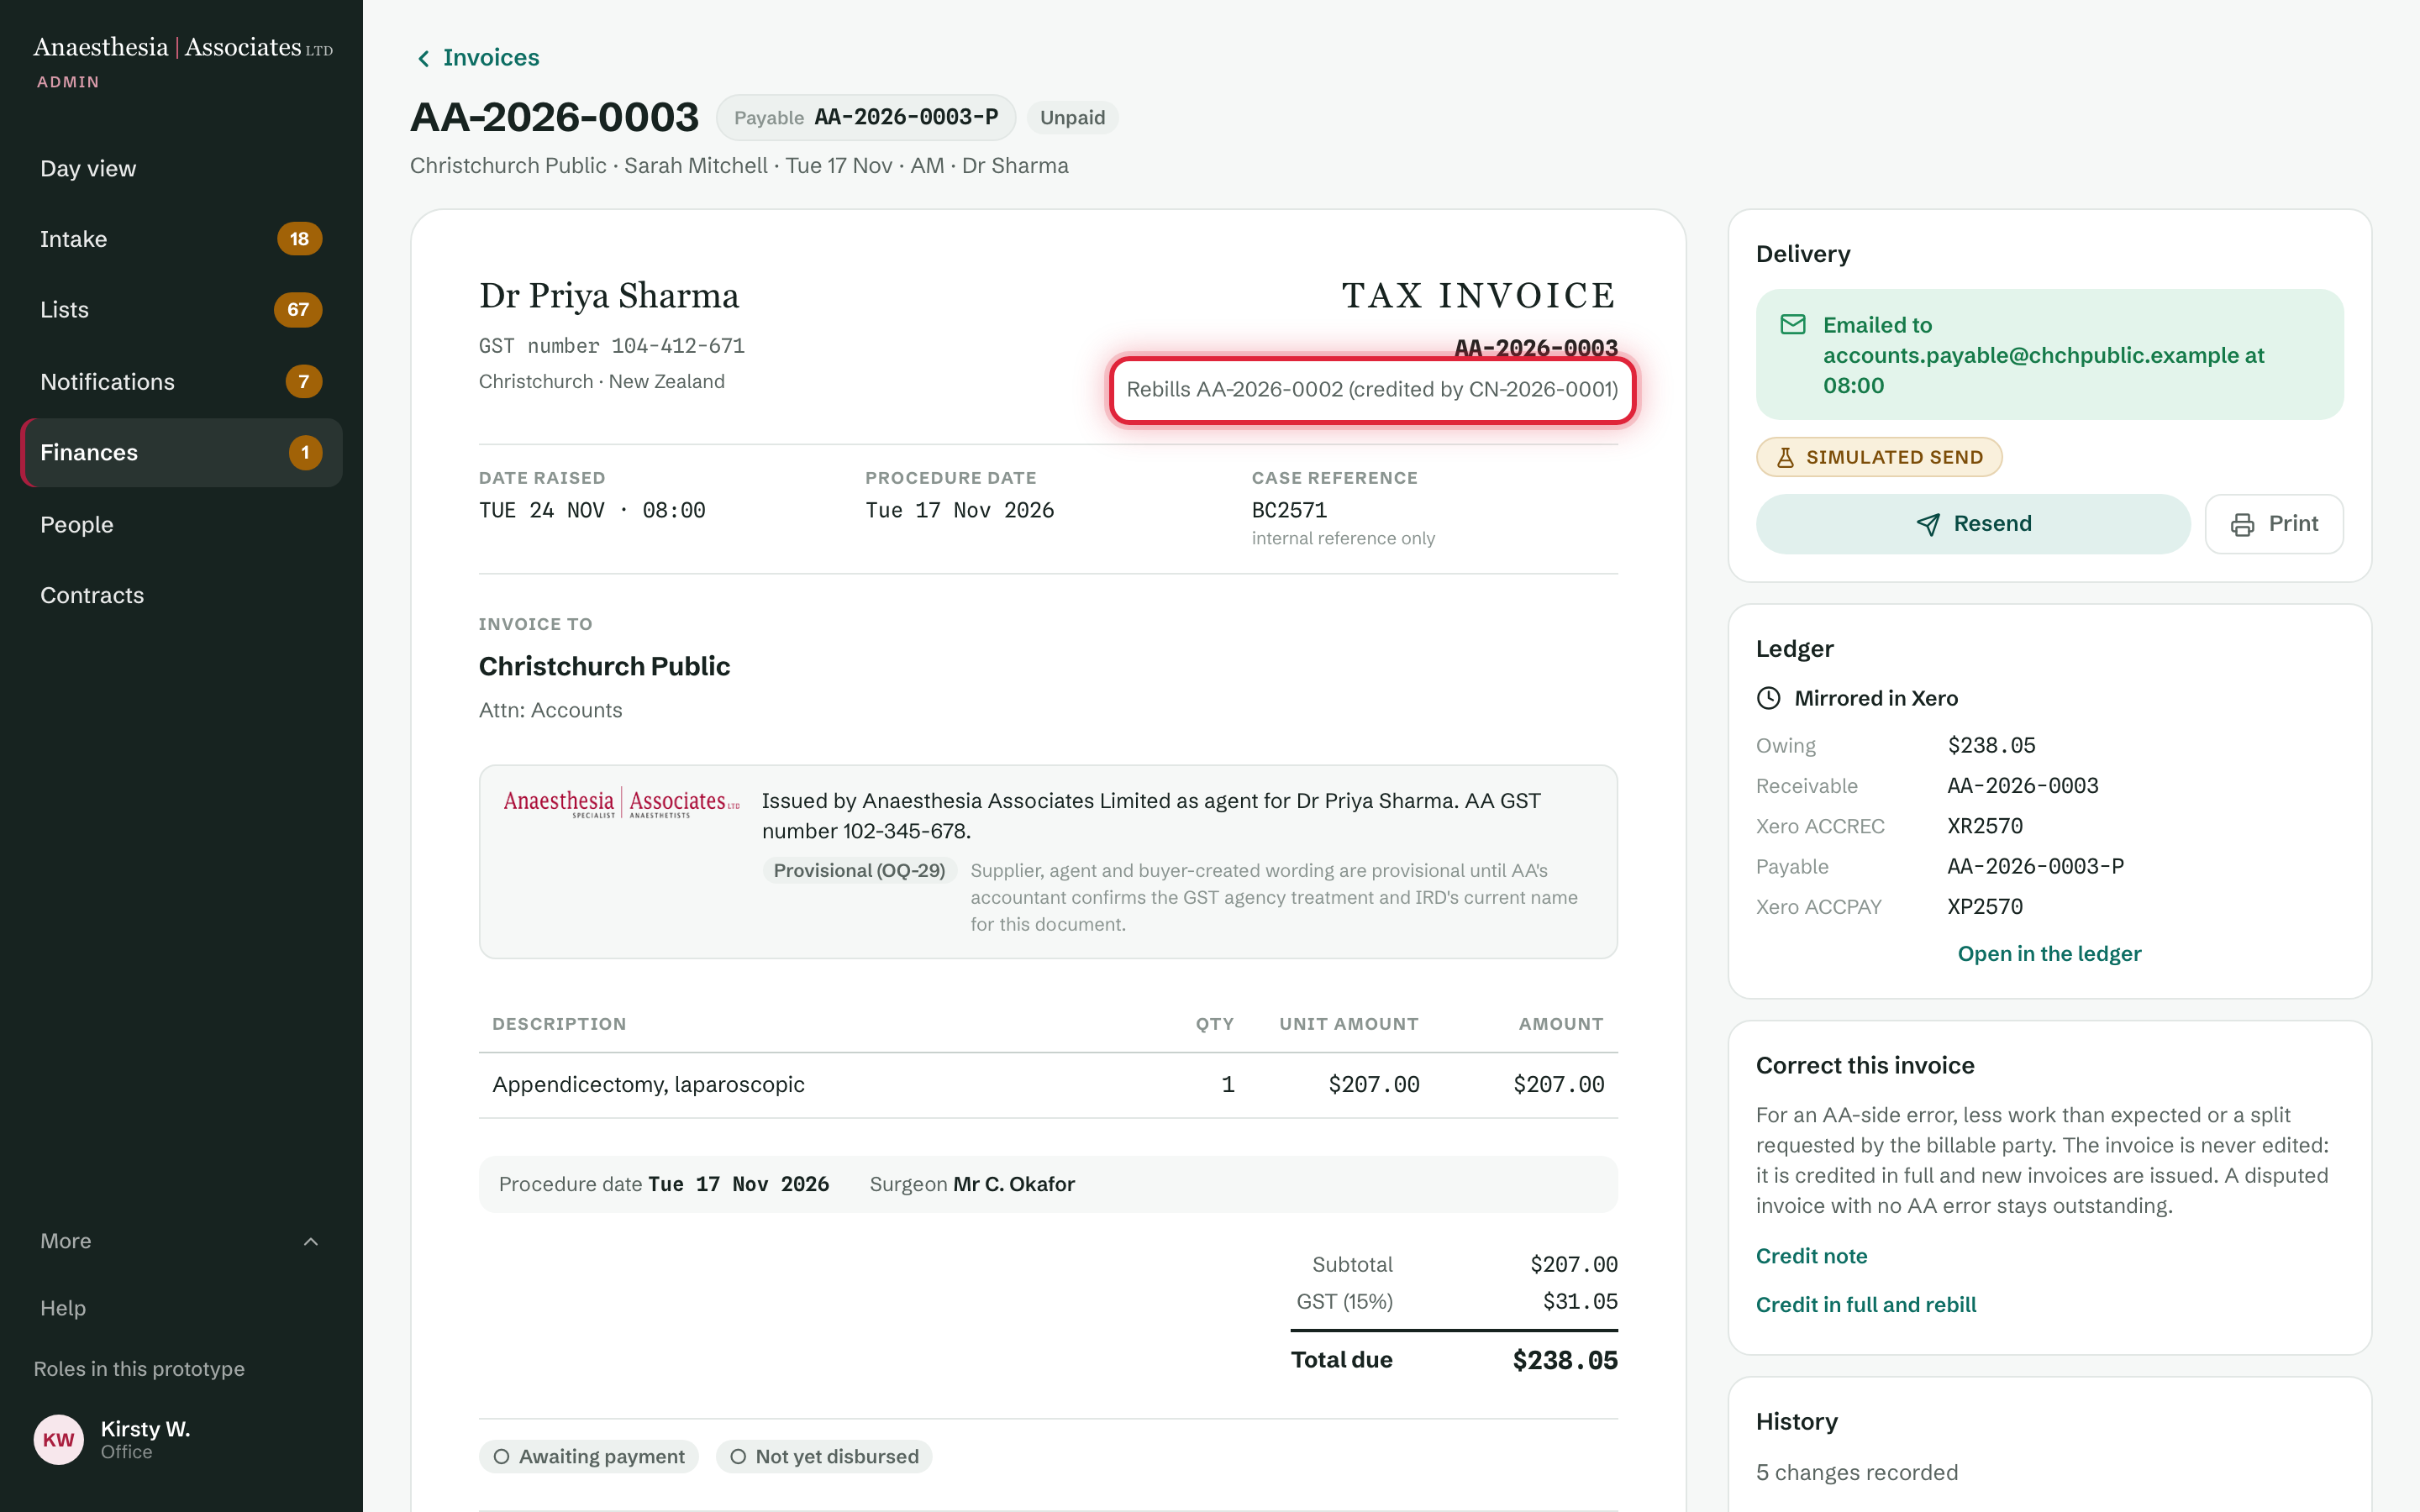 Anaesthesia | Associates LTD
ADMIN
Day view
Intake 18
Lists 67
Notifications 7
Finances 1
People
Contracts
More
Help
Roles in this prototype
KW
Kirsty W.
Office
Invoices
AA-2026-0003 Payable AA-2026-0003-P Unpaid
Christchurch Public · Sarah Mitchell · Tue 17 Nov · AM · Dr Sharma
Dr Priya Sharma
GST number 104-412-671
Christchurch · New Zealand
TAX INVOICE
AA-2026-0003
Rebills AA-2026-0002 (credited by CN-2026-0001)
DATE RAISED
TUE 24 NOV · 08:00
PROCEDURE DATE
Tue 17 Nov 2026
CASE REFERENCE
BC2571
internal reference only
INVOICE TO
Christchurch Public
Attn: Accounts
Anaesthesia | Associates LTD
SPECIALIST ANAESTHETISTS
Issued by Anaesthesia Associates Limited as agent for Dr Priya Sharma. AA GST
number 102-345-678.
Provisional (OQ-29)
Supplier, agent and buyer-created wording are provisional until AA's
accountant confirms the GST agency treatment and IRD's current name
for this document.
DESCRIPTION QTY UNIT AMOUNT AMOUNT
Appendicectomy, laparoscopic 1 $207.00 $207.00
Procedure date Tue 17 Nov 2026 Surgeon Mr C. Okafor
Subtotal $207.00
GST (15%) $31.05
Total due $238.05
Awaiting payment Not yet disbursed
Delivery
Emailed to
accounts.payable@chchpublic.example at
08:00
SIMULATED SEND
Resend Print
Ledger
Mirrored in Xero
Owing $238.05
Receivable AA-2026-0003
Xero ACCREC XR2570
Payable AA-2026-0003-P
Xero ACCPAY XP2570
Open in the ledger
Correct this invoice
For an AA-side error, less work than expected or a split
requested by the billable party. The invoice is never edited:
it is credited in full and new invoices are issued. A disputed
invoice with no AA error stays outstanding.
Credit note
Credit in full and rebill
History
5 changes recorded